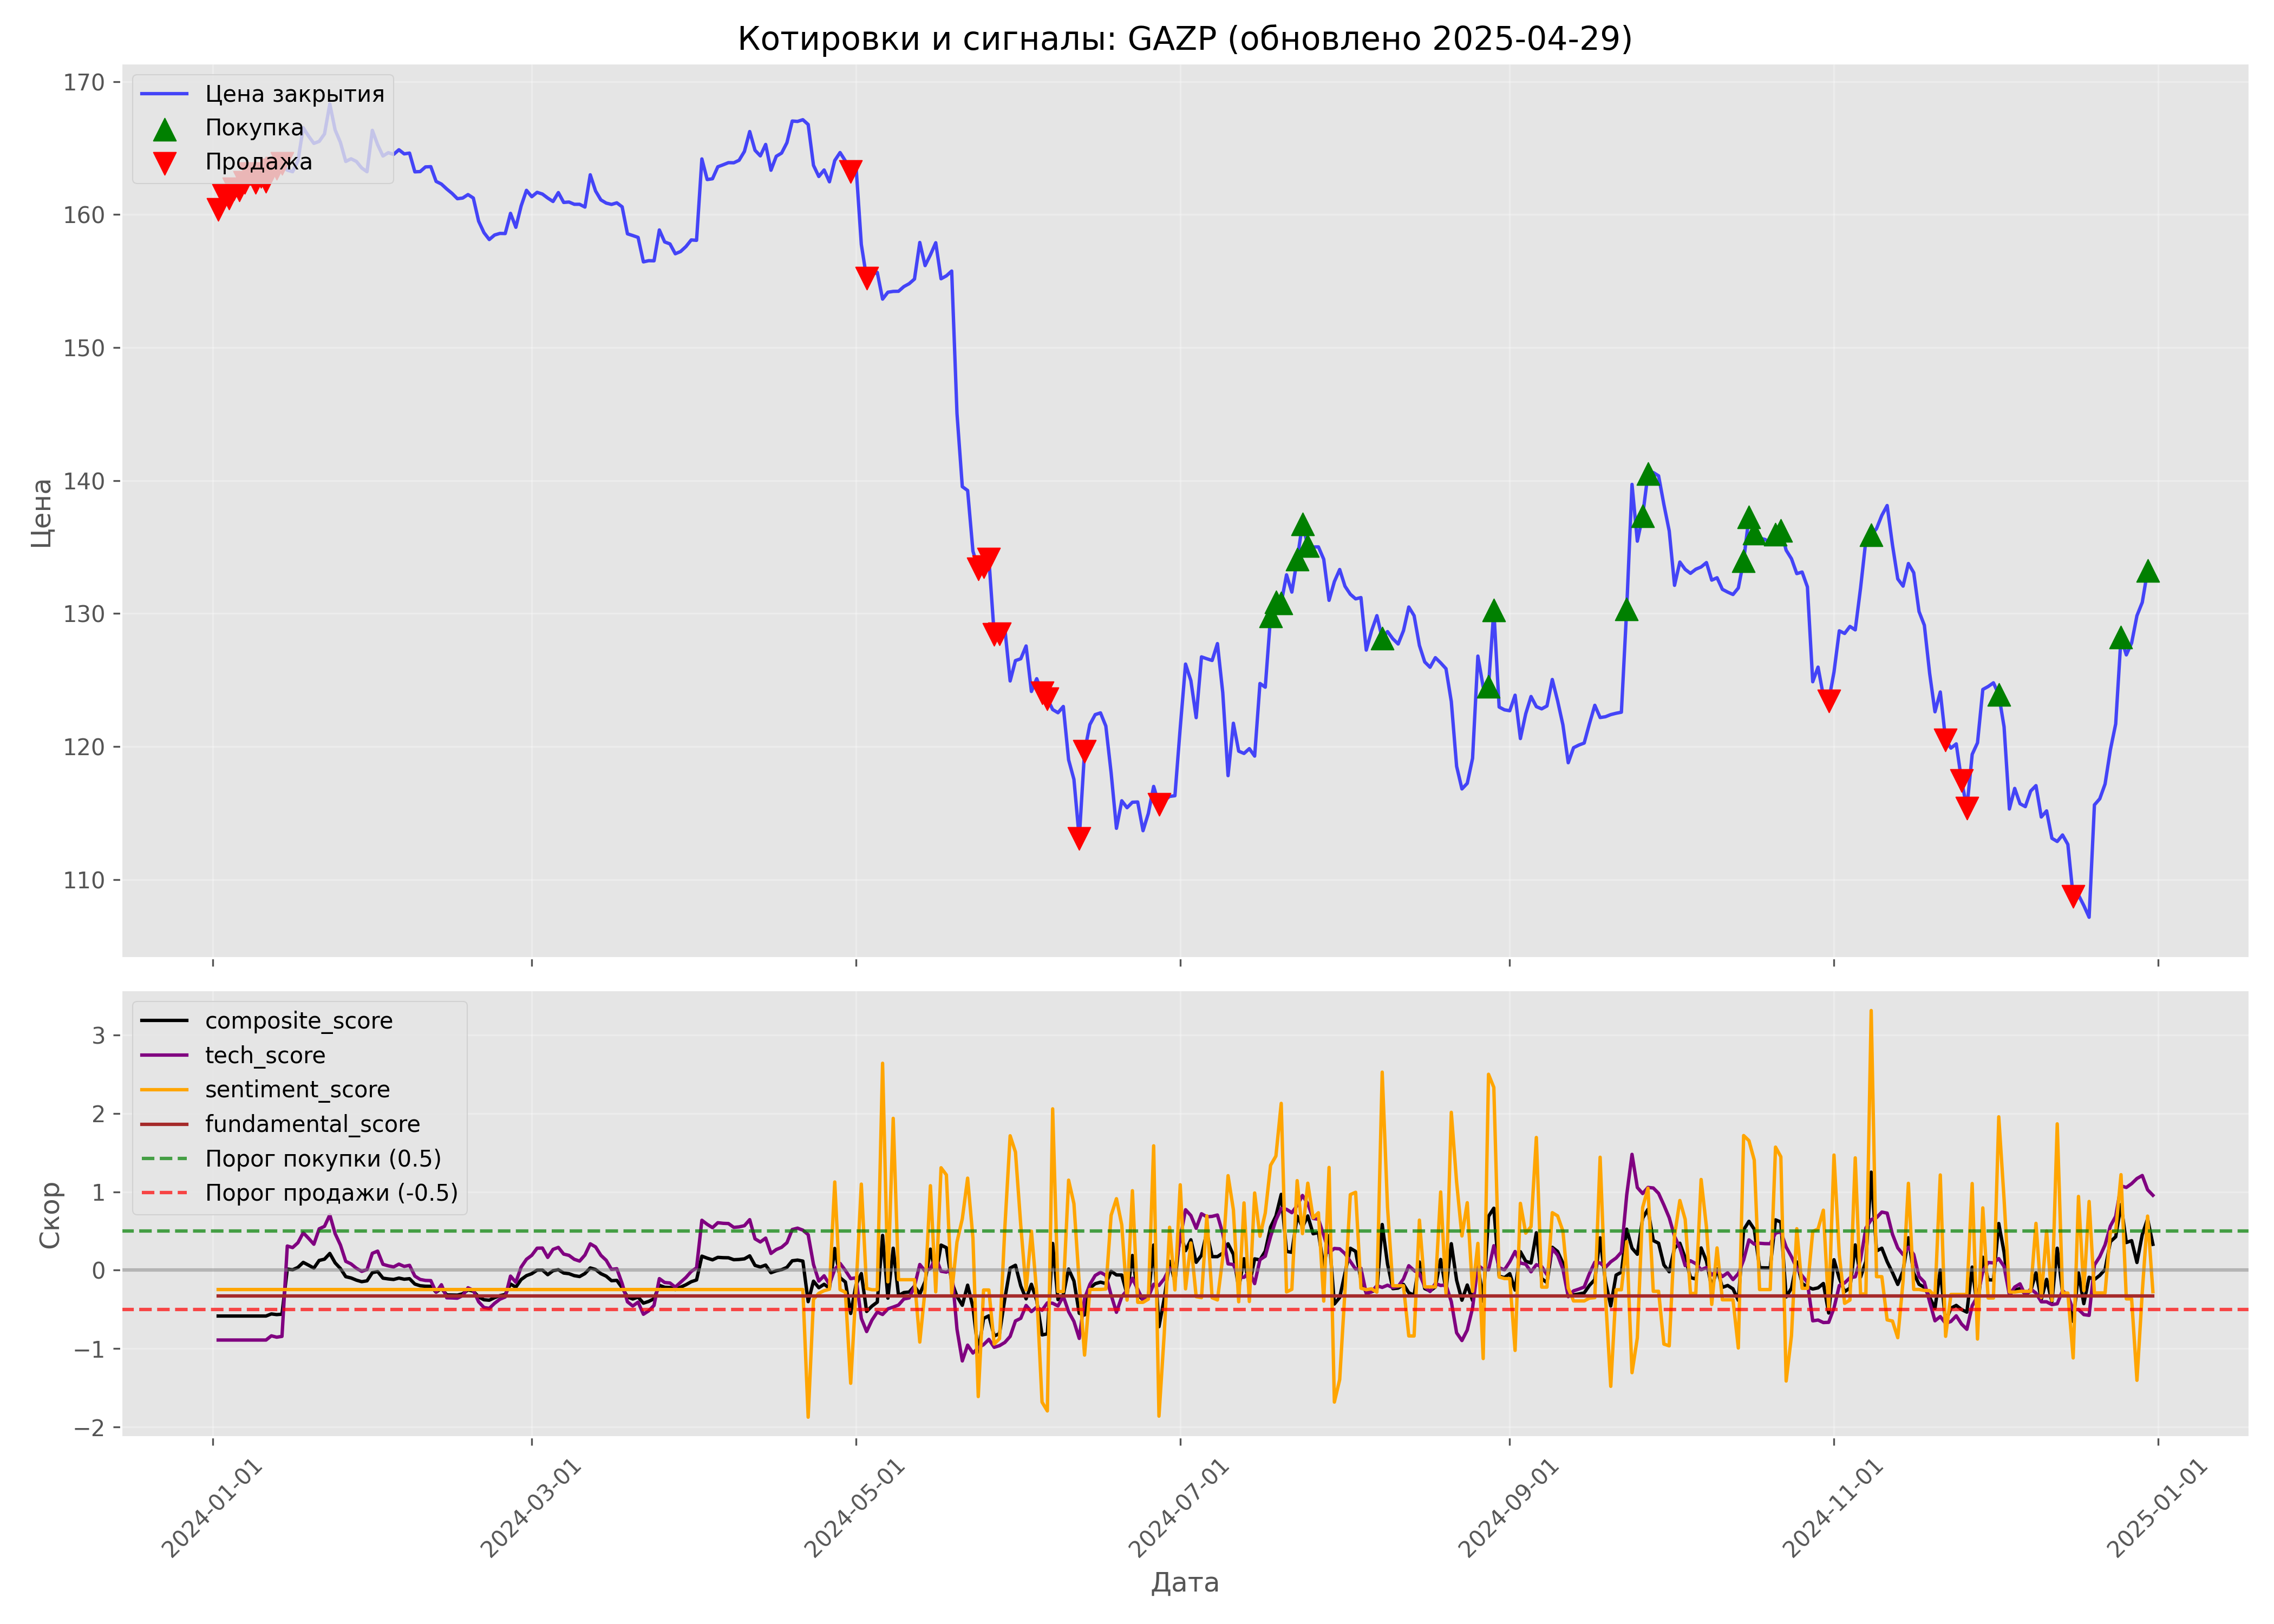 Котировки и сигналы: GAZP (обновлено 2025-04-29)
Цена закрытия
Покупка
Продажа
170
160
150
140
130
120
110
Цена
composite_score
tech_score
sentiment_score
fundamental_score
Порог покупки (0.5)
Порог продажи (-0.5)
3
2
1
0
−1
−2
Скор
2024-01-01
2024-03-01
2024-05-01
2024-07-01
2024-09-01
2024-11-01
2025-01-01
Дата